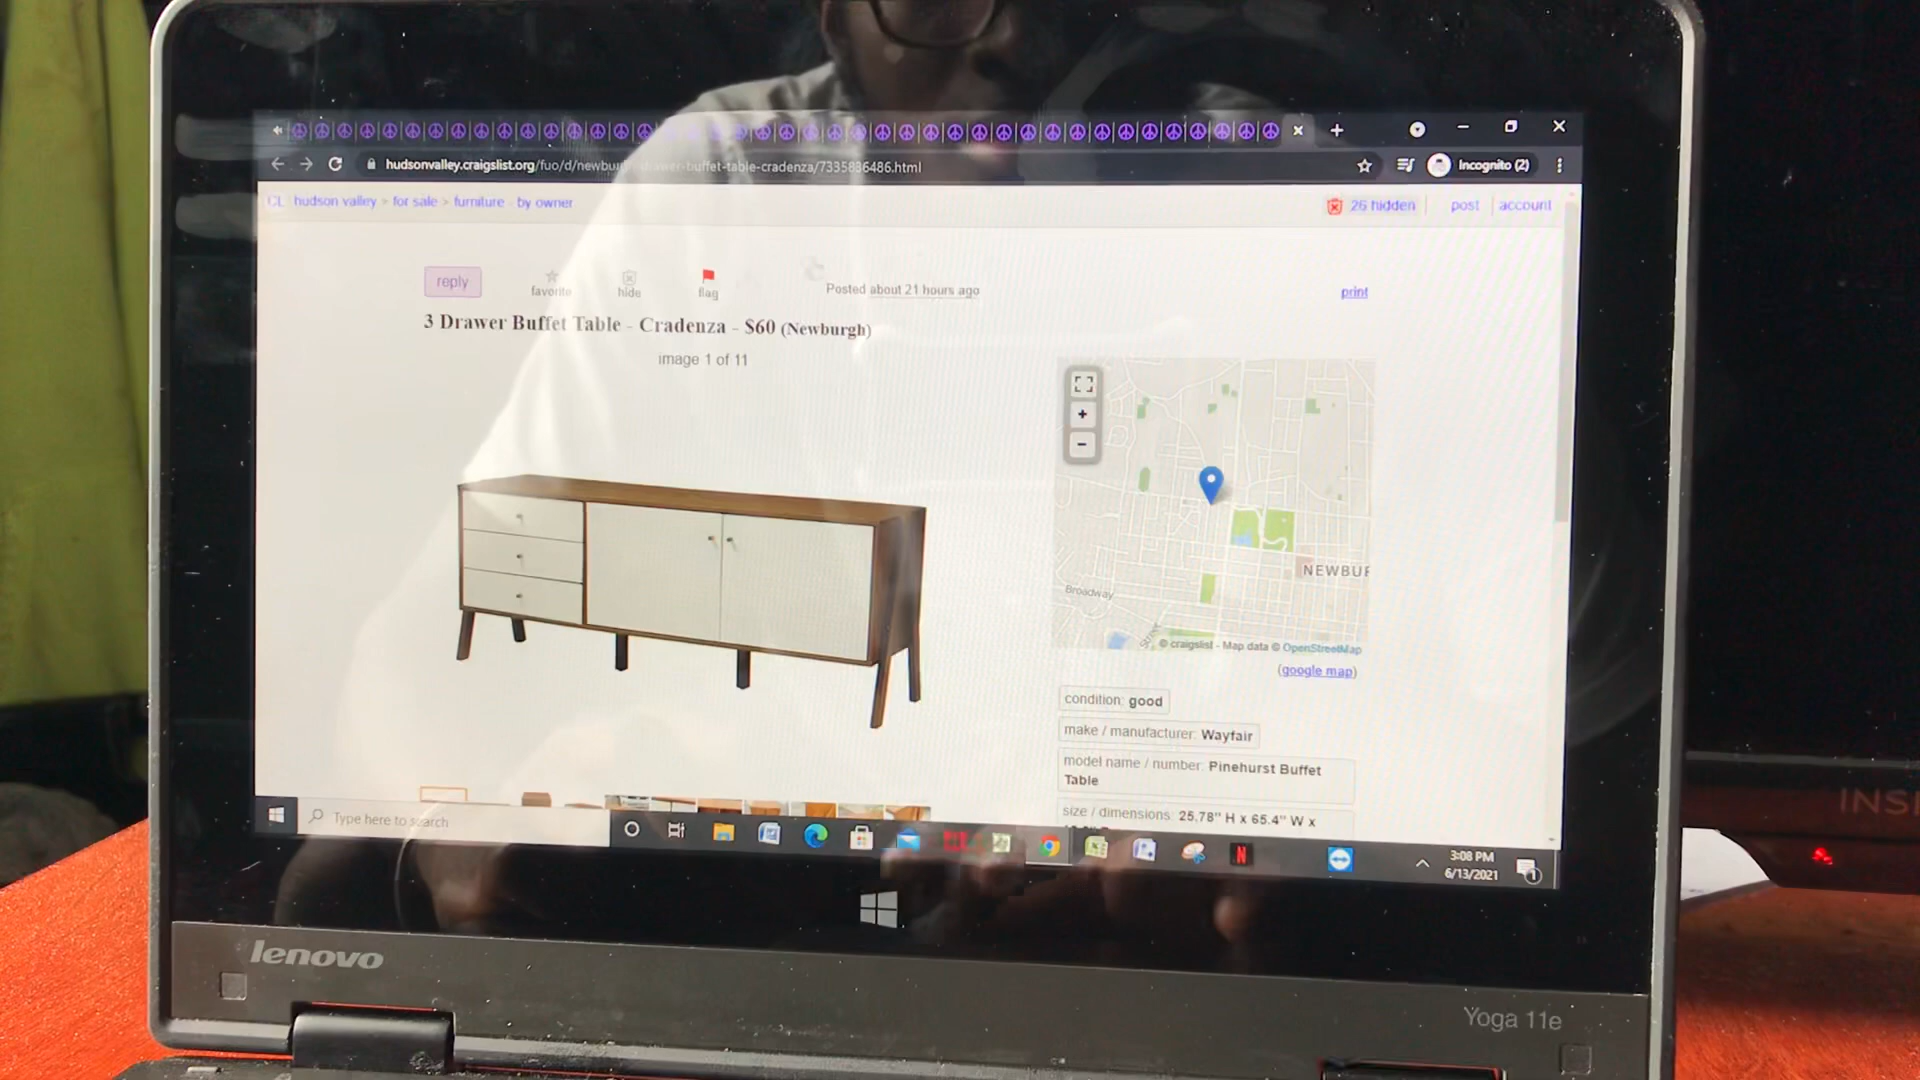 hudsonvalley.craigslist.org/fuo/d/newbur drawer-buffet-table-cradenza/7335836486.html
Incognito (2)
CL hudson valley > for sale > furniture - by owner
26 hidden post account
reply
favorite
hide
flag
Posted about 21 hours ago
print
3 Drawer Buffet Table - Cradenza - $60 (Newburgh)
image 1 of 11
+
-
NEWBUR
Broadway
© craigslist - Map data © OpenStreetMap
(google map)
condition: good
make / manufacturer: Wayfair
model name / number: Pinehurst Buffet
Table
size / dimensions: 25.78" H x 65.4" W x
Type here to search
N
3:08 PM
6/13/2021
1
lenovo
Yoga 11e
INSI